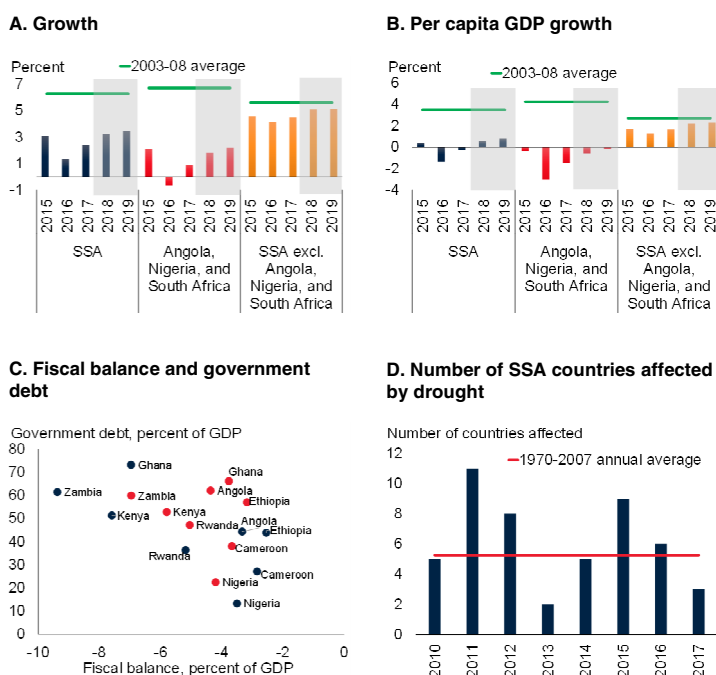 A. Growth
Percent
2003-08 average
7
5
3
1
-1
2015
2016
2017
2018
2019
2015
2016
2017
2018
2019
2015
2016
2017
2018
2019
SSA
Angola,
Nigeria, and
South Africa
SSA excl.
Angola,
Nigeria, and
South Africa
B. Per capita GDP growth
Percent
2003-08 average
6
4
2
0
-2
-4
2015
2016
2017
2018
2019
2015
2016
2017
2018
2019
2015
2016
2017
2018
2019
SSA
Angola,
Nigeria, and
South Africa
SSA excl.
Angola,
Nigeria, and
South Africa
C. Fiscal balance and government
debt
Government debt, percent of GDP
80
70
60
50
40
30
20
10
0
Ghana
Ghana
Zambia
Zambia
Angola
Ethiopia
Kenya
Kenya
Rwanda
Angola
Ethiopia
Rwanda
Cameroon
Cameroon
Nigeria
Nigeria
-10
-8
-6
-4
-2
0
Fiscal balance, percent of GDP
D. Number of SSA countries affected
by drought
Number of countries affected
1970-2007 annual average
12
10
8
6
4
2
0
2010
2011
2012
2013
2014
2015
2016
2017